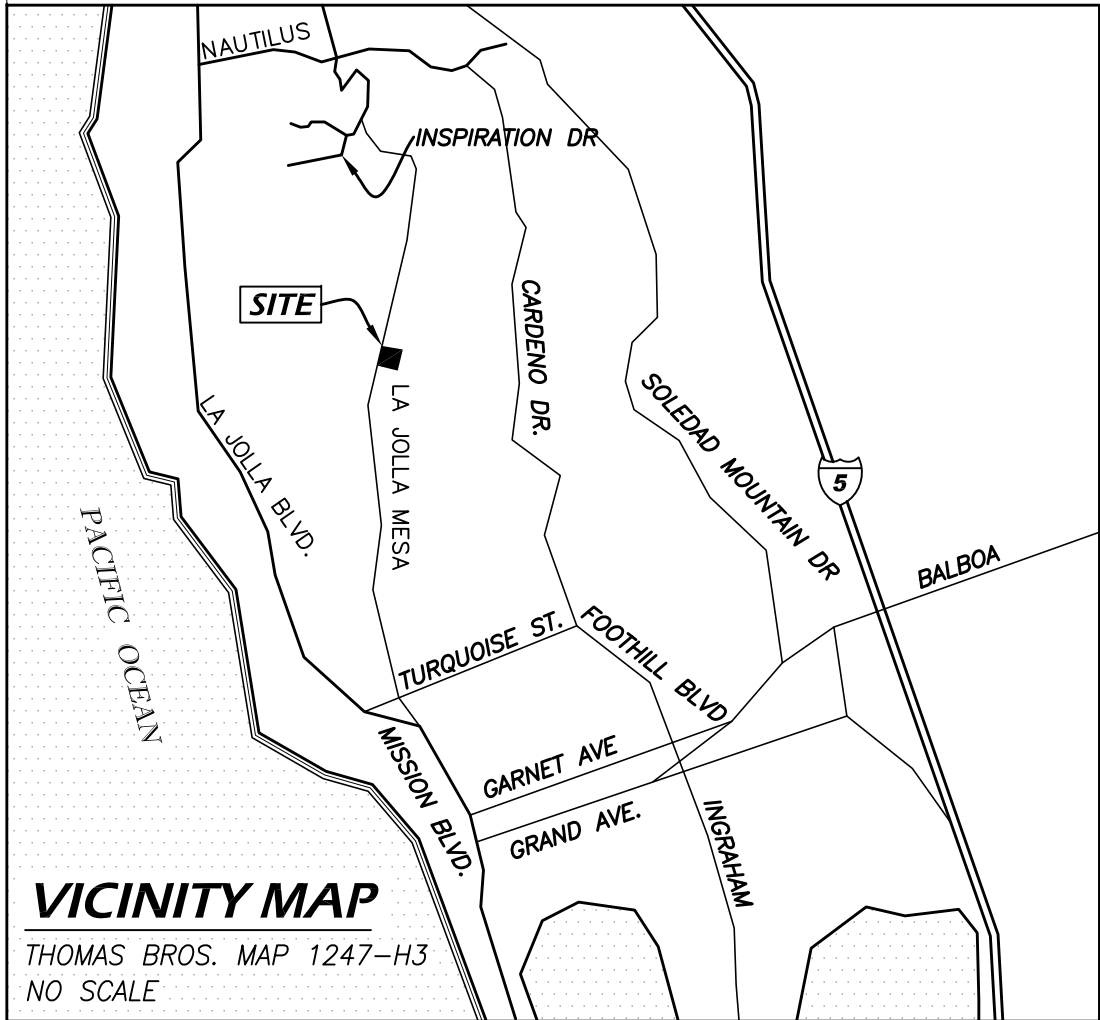 NAUTILUS
INSPIRATION DR
SITE
CARDENO DR.
LA JOLLA MESA
SOLEDAD MOUNTAIN DR
LA JOLLA BLVD.
5
PACIFIC OCEAN
BALBOA
TURQUOISE ST.
FOOTHILL BLVD
MISSION BLVD.
GARNET AVE
GRAND AVE.
INGRAHAM
VICINITY MAP
THOMAS BROS. MAP 1247-H3
NO SCALE